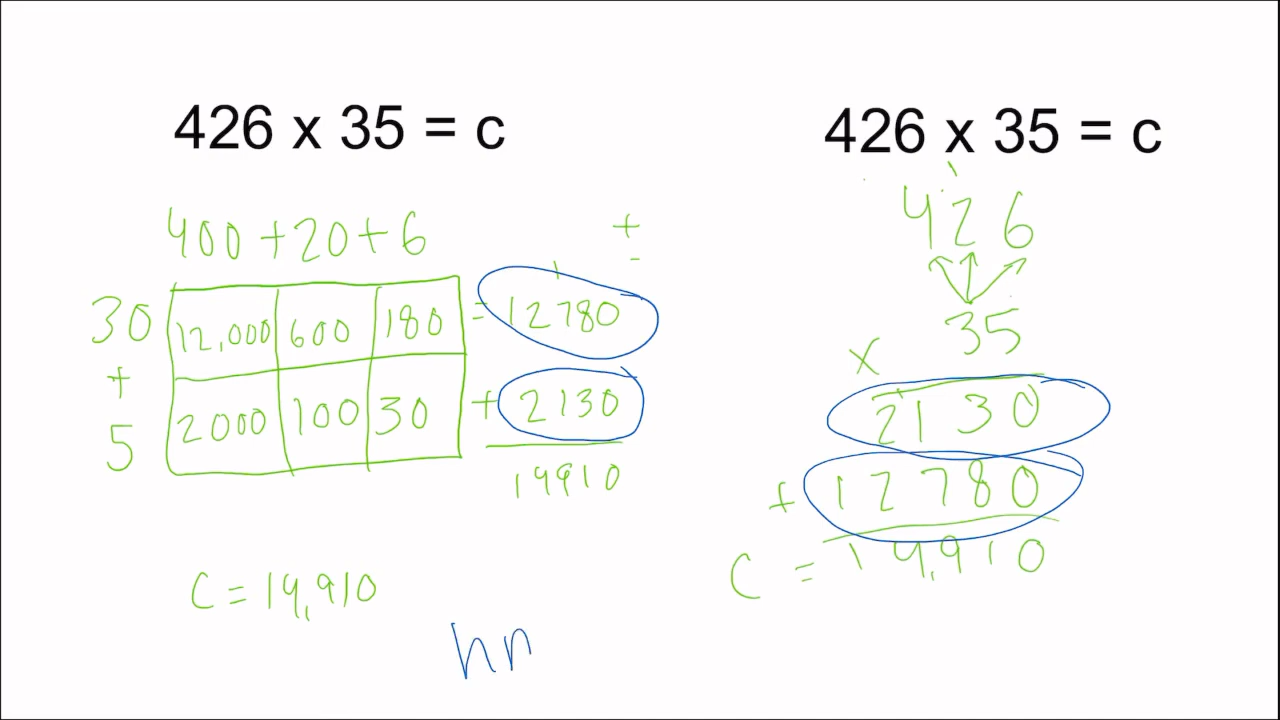 426 x 35 = c
400 + 20 + 6
30 12,000 600 180 = 12780
+
5 2000 100 30 + 2130
14910
C = 14,910
hn
426 x 35 = c
426
x 35
2130
+ 12780
C = 14,910